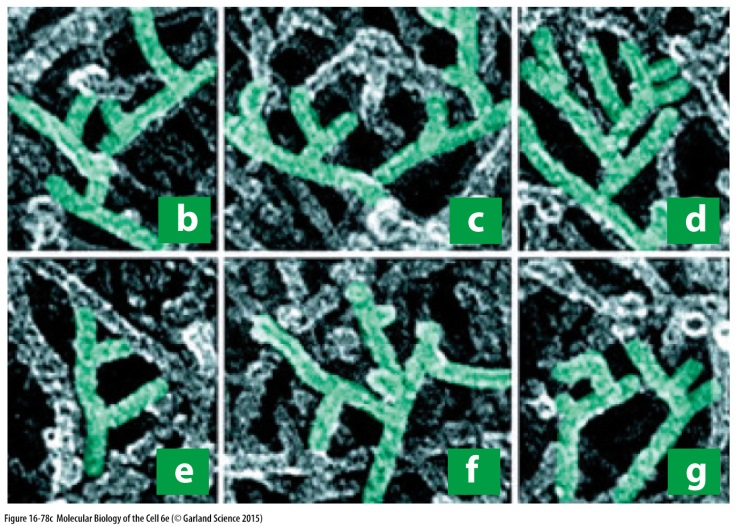 b
c
d
e
f
g
Figure 16-78c Molecular Biology of the Cell 6e (© Garland Science 2015)